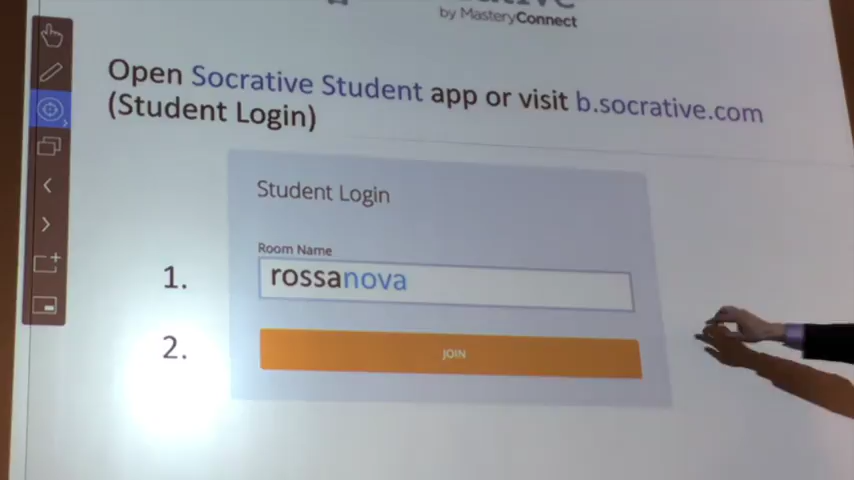 by MasteryConnect
Open Socrative Student app or visit b.socrative.com
(Student Login)
Student Login
Room Name
1. rossanova
2. JOIN